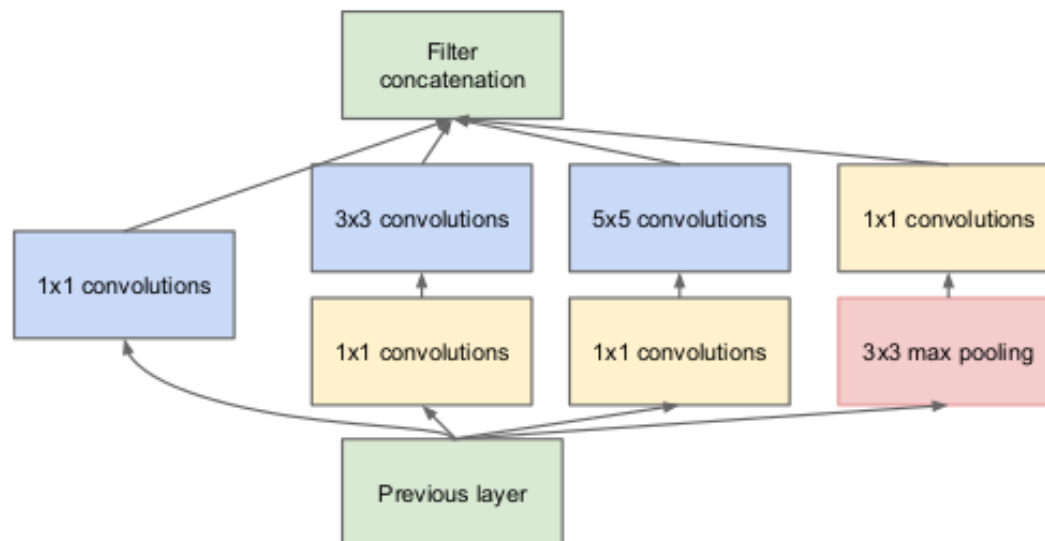 Filter
concatenation
3x3 convolutions
5x5 convolutions
1x1 convolutions
1x1 convolutions
1x1 convolutions
1x1 convolutions
3x3 max pooling
Previous layer